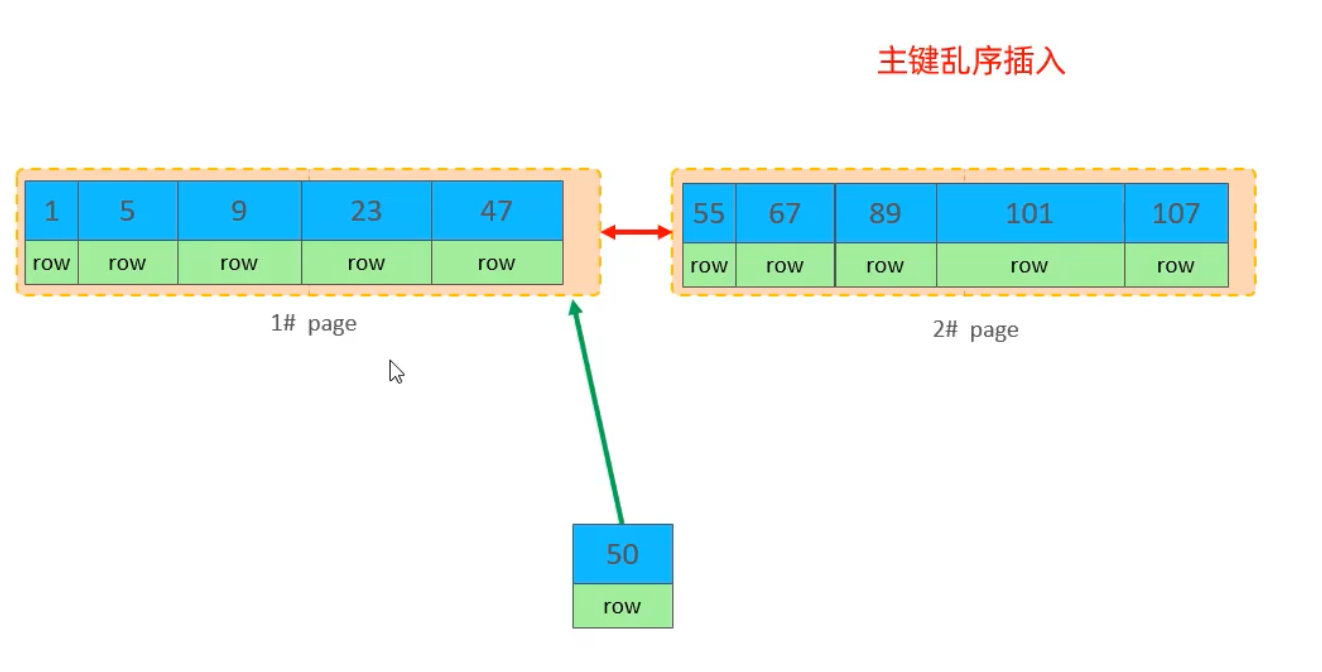 主键乱序插入
1 5 9 23 47
row row row row row
1# page
55 67 89 101 107
row row row row row
2# page
50
row